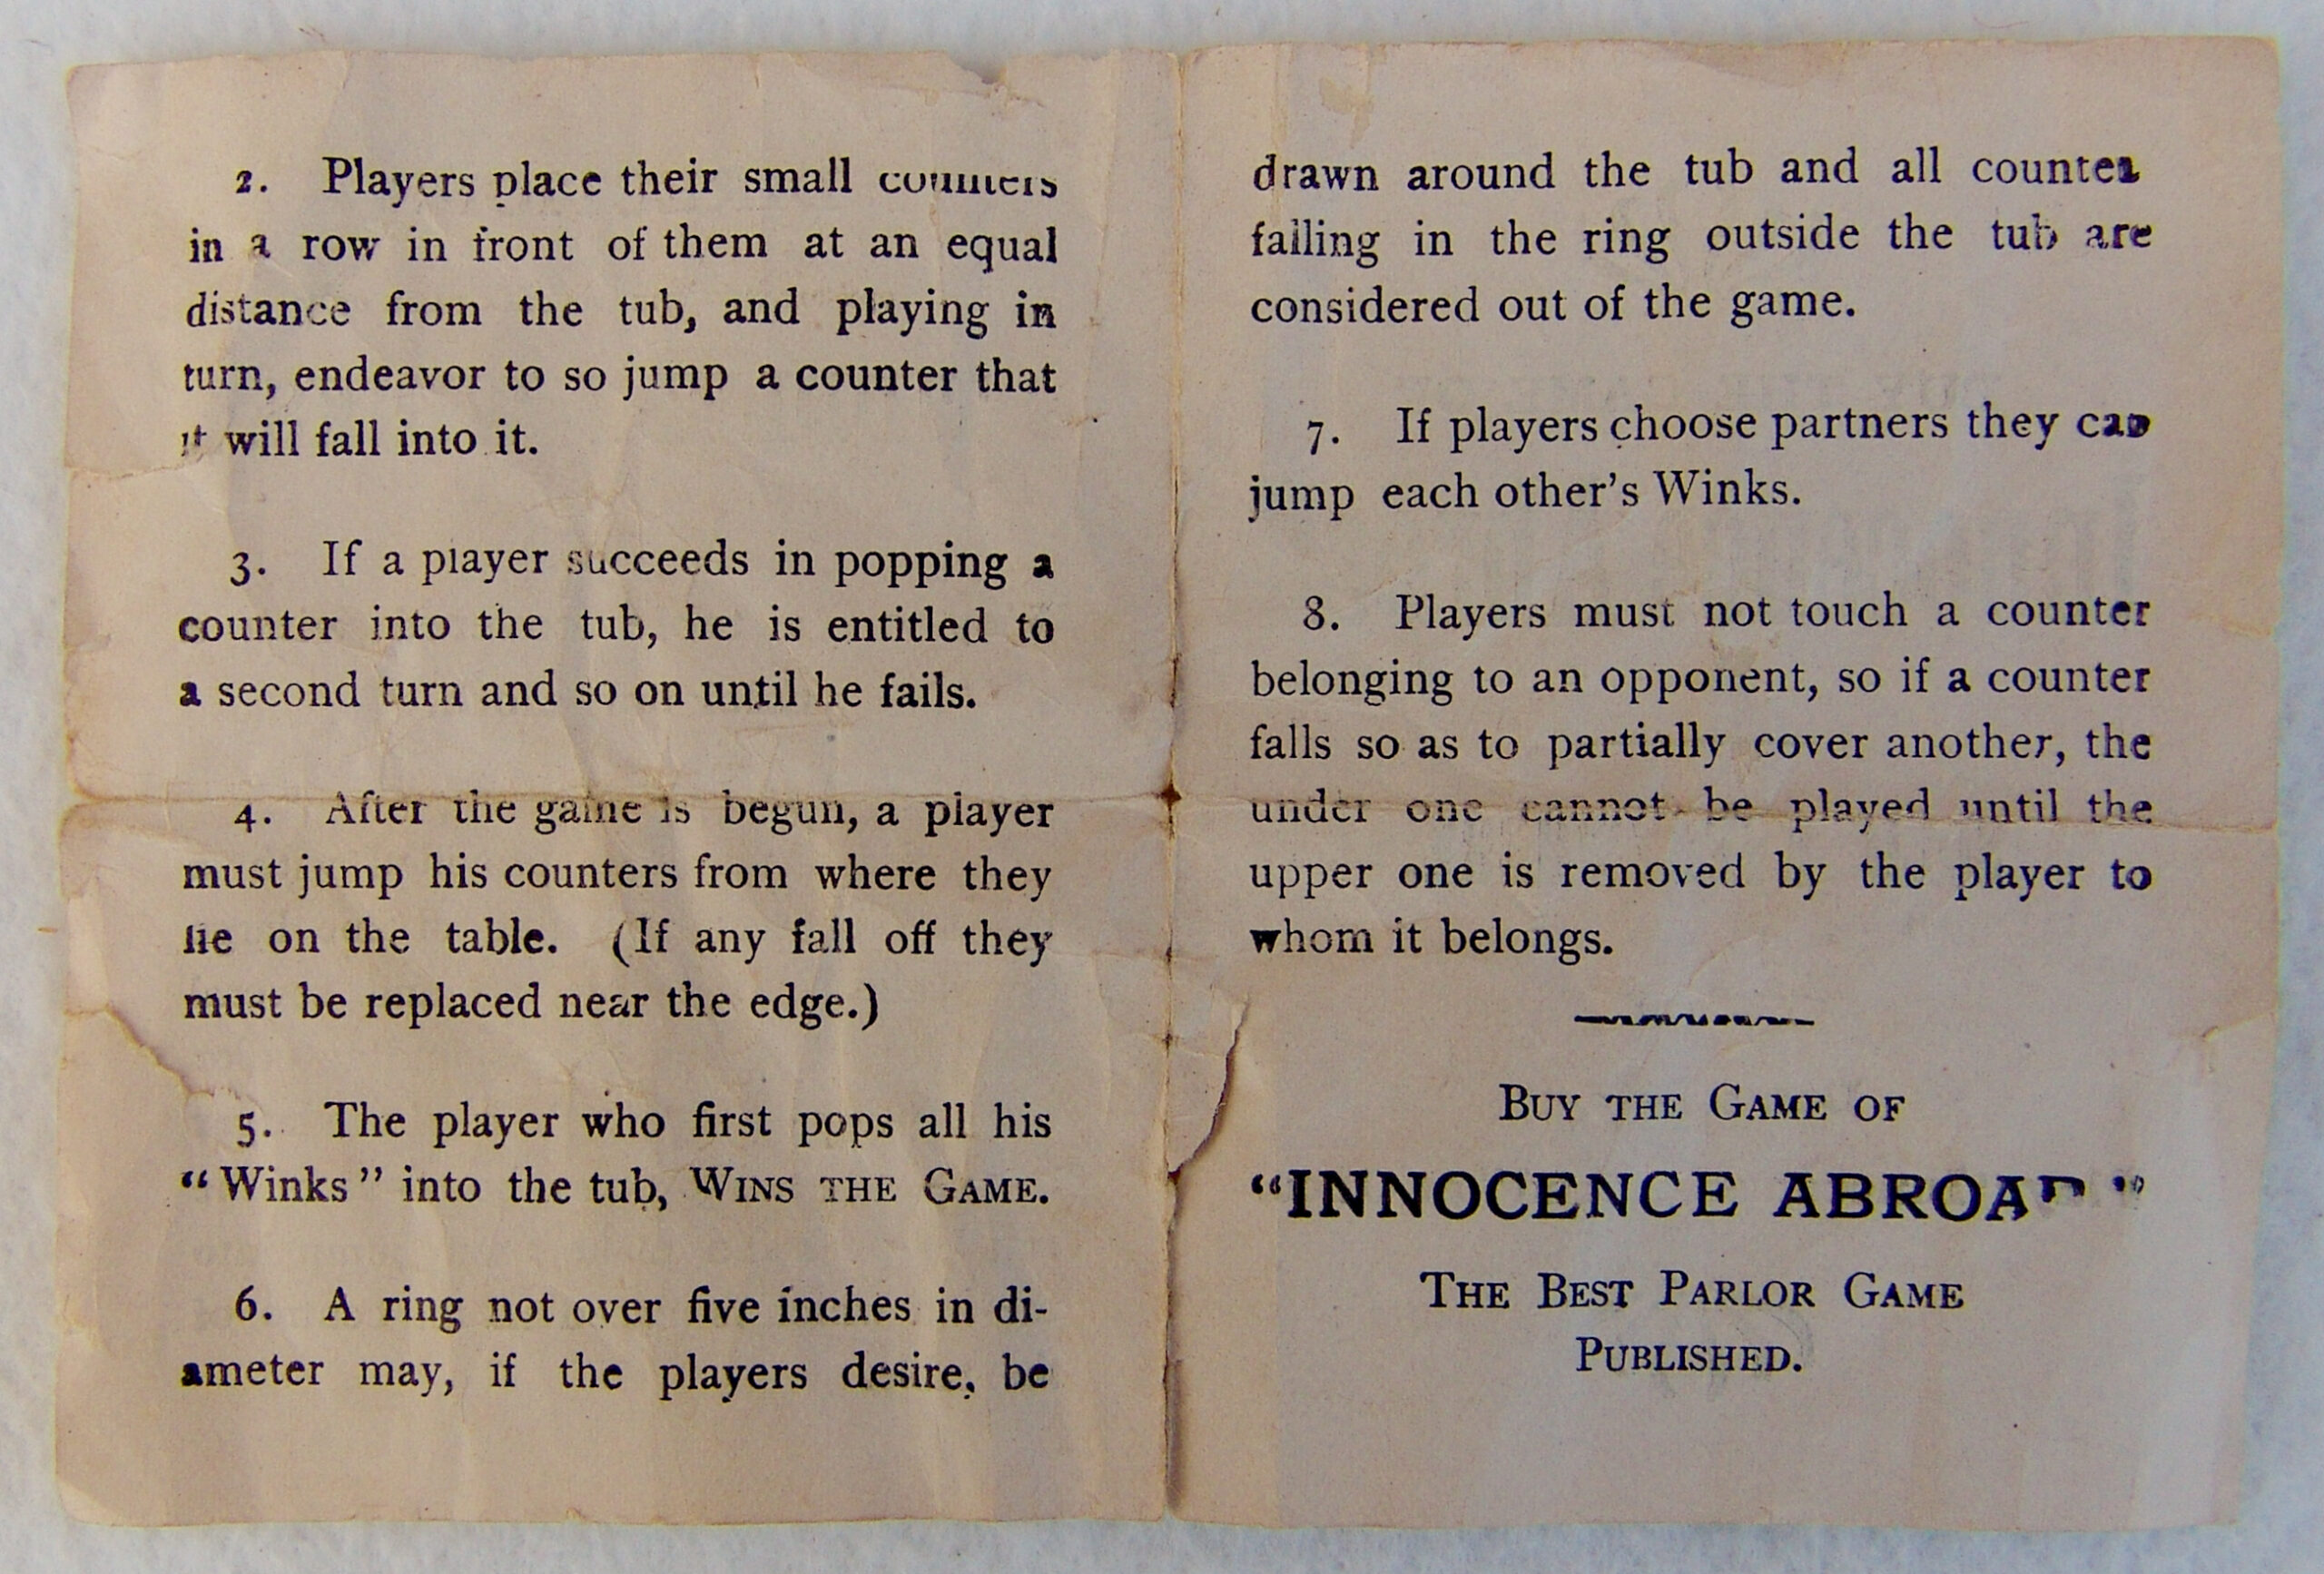 2. Players place their small counters
in a row in front of them at an equal
distance from the tub, and playing in
turn, endeavor to so jump a counter that
it will fall into it.
3. If a player succeeds in popping a
counter into the tub, he is entitled to
a second turn and so on until he fails.
4. After the game is begun, a player
must jump his counters from where they
lie on the table. (If any fall off they
must be replaced near the edge.)
5. The player who first pops all his
"Winks" into the tub, WINS THE GAME.
6. A ring not over five inches in di-
ameter may, if the players desire, be
drawn around the tub and all counters
falling in the ring outside the tub are
considered out of the game.
7. If players choose partners they can
jump each other's Winks.
8. Players must not touch a counter
belonging to an opponent, so if a counter
falls so as to partially cover another, the
under one cannot be played until the
upper one is removed by the player to
whom it belongs.
BUY THE GAME OF
"INNOCENCE ABROAD"
THE BEST PARLOR GAME
PUBLISHED.